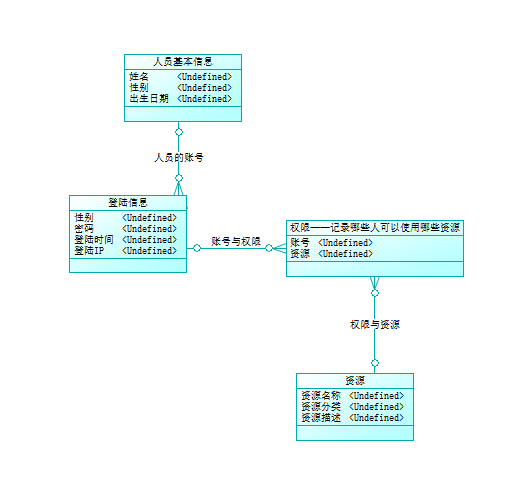 人员基本信息
姓名 <Undefined>
性别 <Undefined>
出生日期 <Undefined>
人员的账号
登陆信息
性别 <Undefined>
密码 <Undefined>
登陆时间 <Undefined>
登陆IP <Undefined>
账号与权限
权限——记录哪些人可以使用哪些资源
账号 <Undefined>
资源 <Undefined>
权限与资源
资源
资源名称 <Undefined>
资源分类 <Undefined>
资源描述 <Undefined>